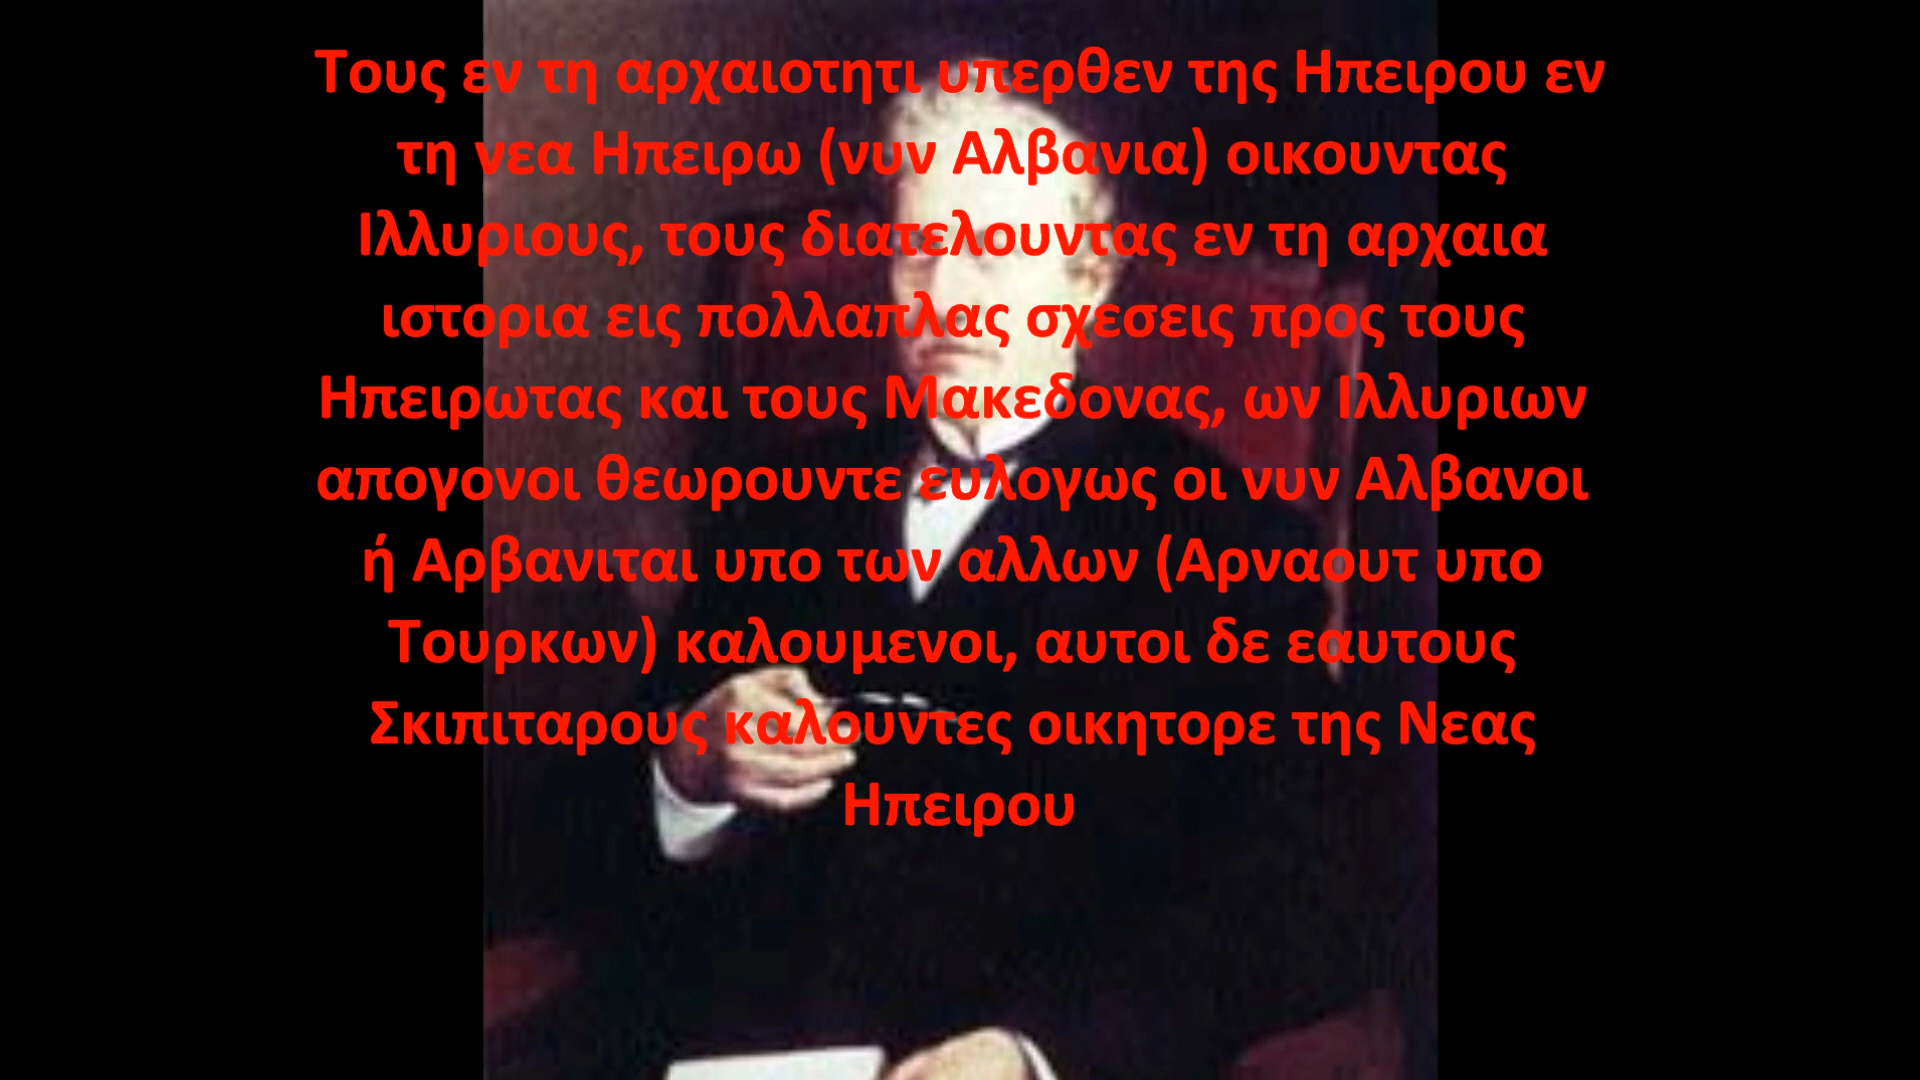 Τους εν τη αρχαιοτητι υπερθεν της Ηπειρου εν
τη νεα Ηπειρω (νυν Αλβανια) οικουντας
Ιλλυριους, τους διατελουντας εν τη αρχαια
ιστορια εις πολλαπλας σχεσεις προς τους
Ηπειρωτας και τους Μακεδονας, ων Ιλλυριων
απογονοι θεωρουντε ευλογως οι νυν Αλβανοι
ή Αρβανιται υπο των αλλων (Αρναουτ υπο
Τουρκων) καλουμενοι, αυτοι δε εαυτους
Σκιπιταρους καλουντες οικητορε της Νεας
Ηπειρου